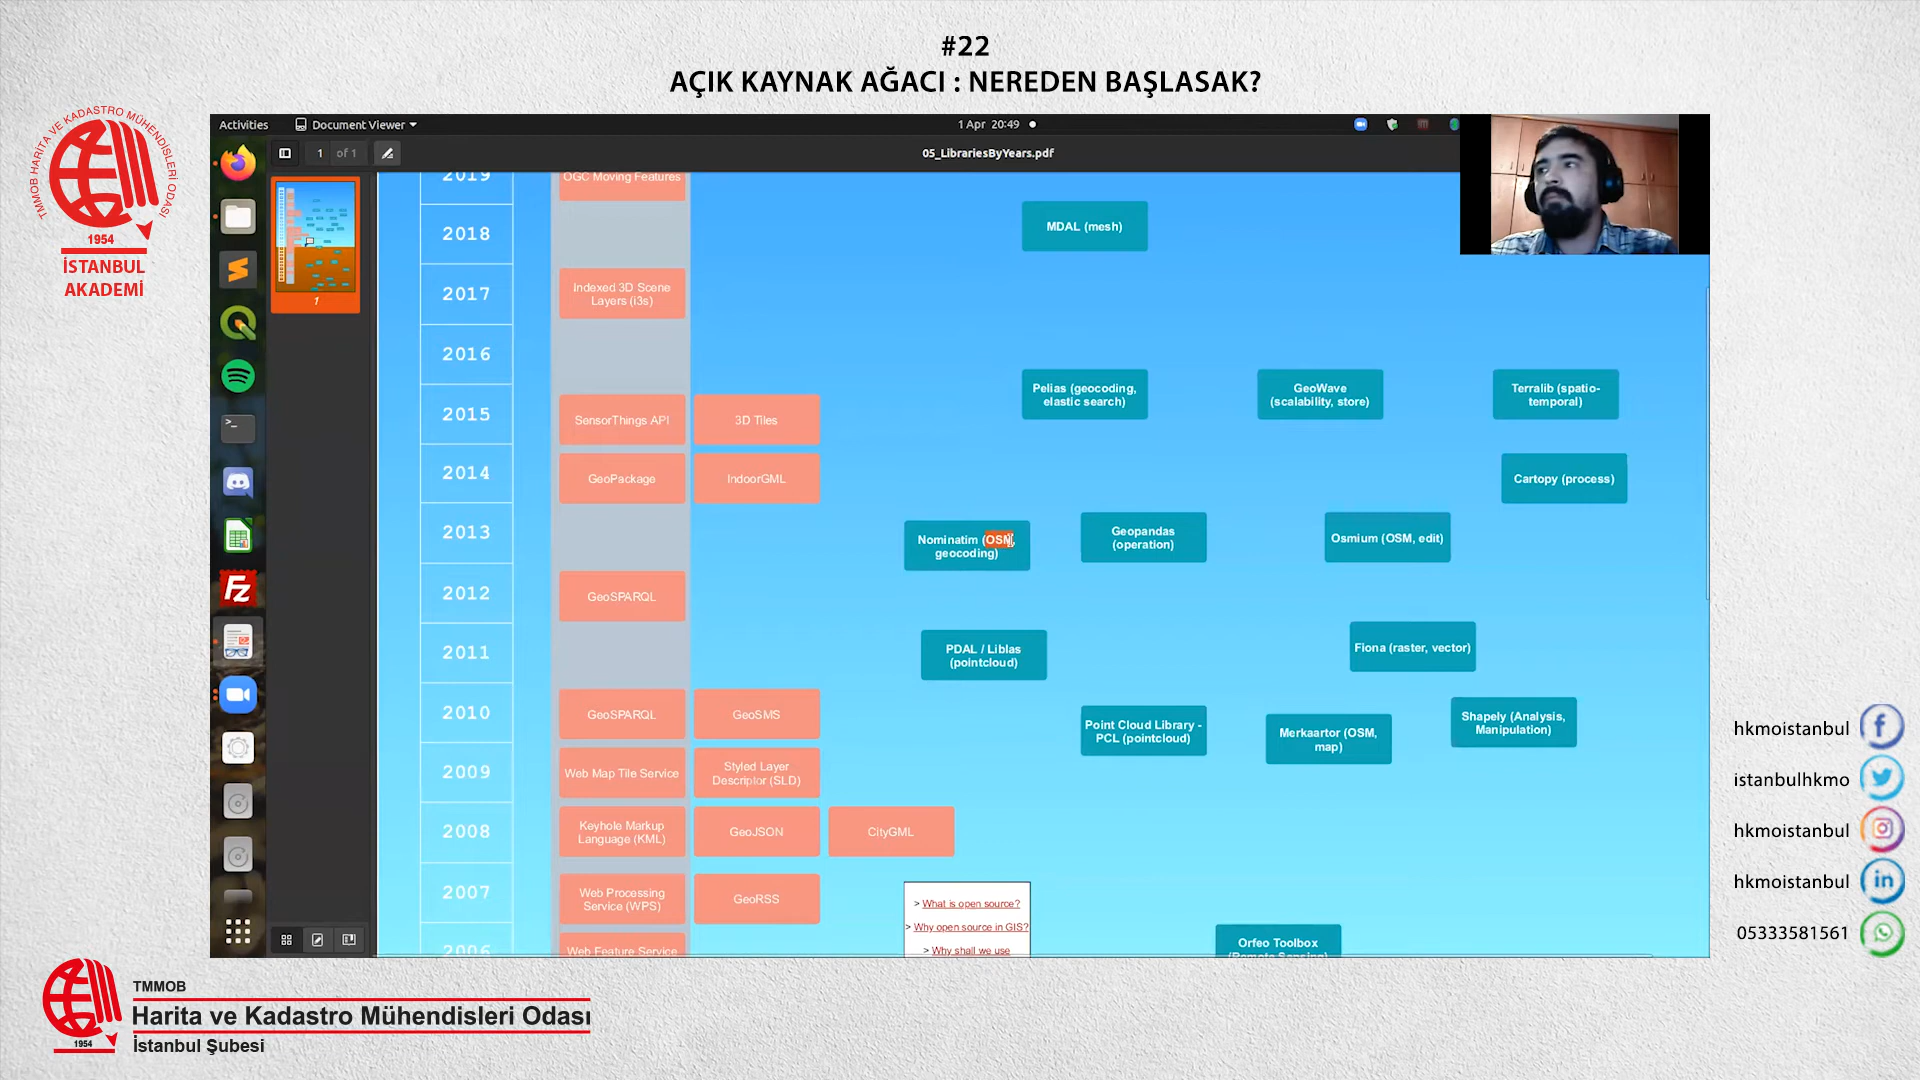 #22
AÇIK KAYNAK AĞACI : NEREDEN BAŞLASAK?
TMMOB HARİTA VE KADASTRO MÜHENDİSLERİ ODASI
1954
İSTANBUL
AKADEMİ
Activities
Document Viewer
1 Apr 20:49
1 of 1
05_LibrariesByYears.pdf
1
2019
OGC Moving Features
2018
MDAL (mesh)
2017
Indexed 3D Scene
Layers (i3s)
2016
Pelias (geocoding,
elastic search)
GeoWave
(scalability, store)
Terralib (spatio-
temporal)
2015
SensorThings API
3D Tiles
2014
GeoPackage
IndoorGML
Cartopy (process)
2013
Nominatim (OSM,
geocoding)
Geopandas
(operation)
Osmium (OSM, edit)
2012
GeoSPARQL
2011
PDAL / Liblas
(pointcloud)
Fiona (raster, vector)
2010
GeoSPARQL
GeoSMS
Point Cloud Library -
PCL (pointcloud)
Merkaartor (OSM,
map)
Shapely (Analysis,
Manipulation)
2009
Web Map Tile Service
Styled Layer
Descriptor (SLD)
2008
Keyhole Markup
Language (KML)
GeoJSON
CityGML
2007
Web Processing
Service (WPS)
GeoRSS
> What is open source?
> Why open source in GIS?
> Why shall we use
2006
Web Feature Service
Orfeo Toolbox
(Remote Sensing)
hkmoistanbul
istanbulhkmo
hkmoistanbul
hkmoistanbul
05333581561
TMMOB
Harita ve Kadastro Mühendisleri Odası
1954
İstanbul Şubesi